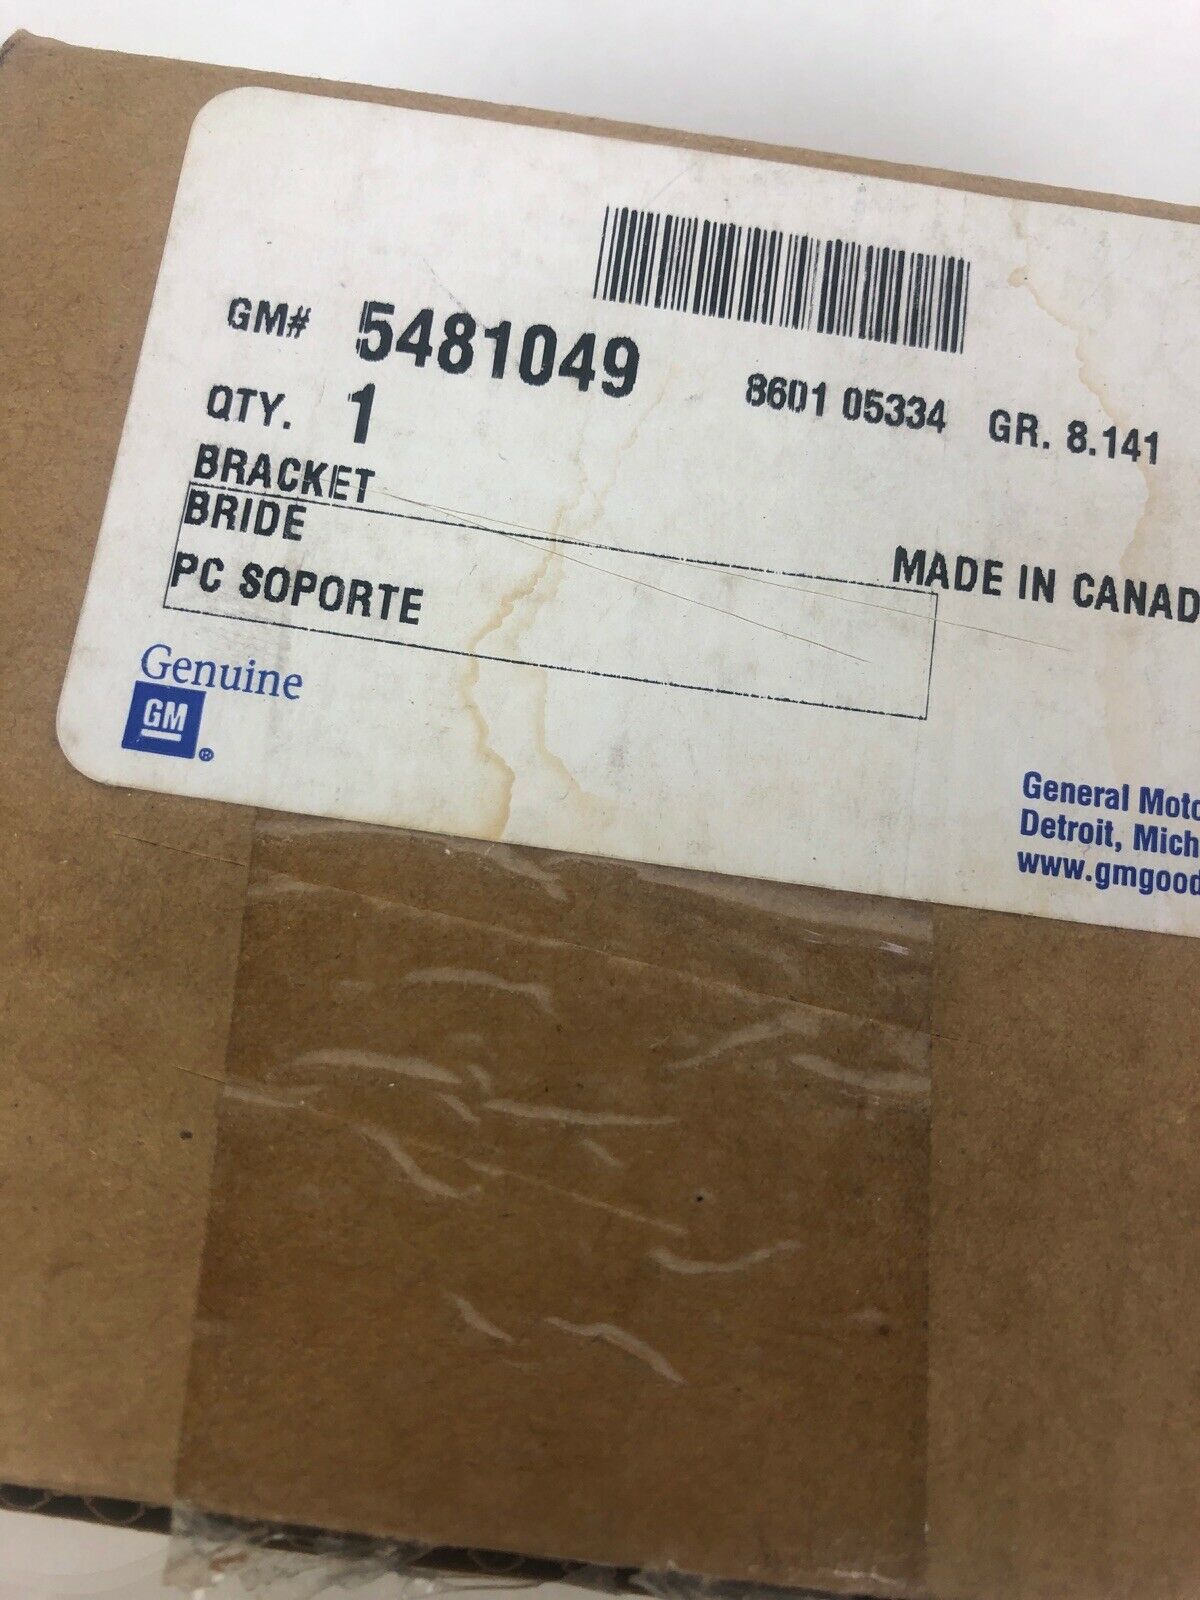 GM# 5481049
8601 05334 GR. 8.141
QTY. 1
BRACKET
BRIDE
PC SOPORTE
MADE IN CANAD
Genuine
GM
®
General Moto
Detroit, Mich
www.gmgood